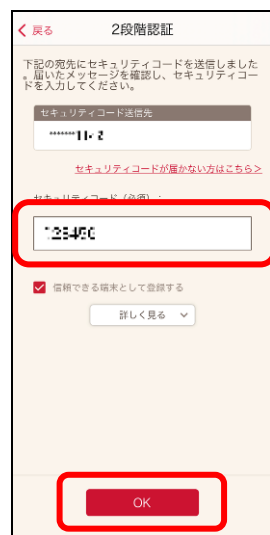 戻る
2段階認証
下記の宛先にセキュリティコードを送信しました
。届いたメッセージを確認し、セキュリティコー
ドを入力してください。
セキュリティコード送信先
セキュリティコードが届かない方はこちら>
セキュリティコード（必須）：
123456
信頼できる端末として登録する
詳しく見る
OK